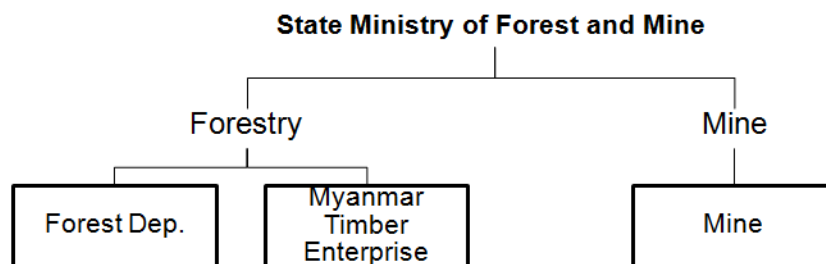 State Ministry of Forest and Mine
Forestry
Mine
Forest Dep.
Myanmar
Timber
Enterprise
Mine